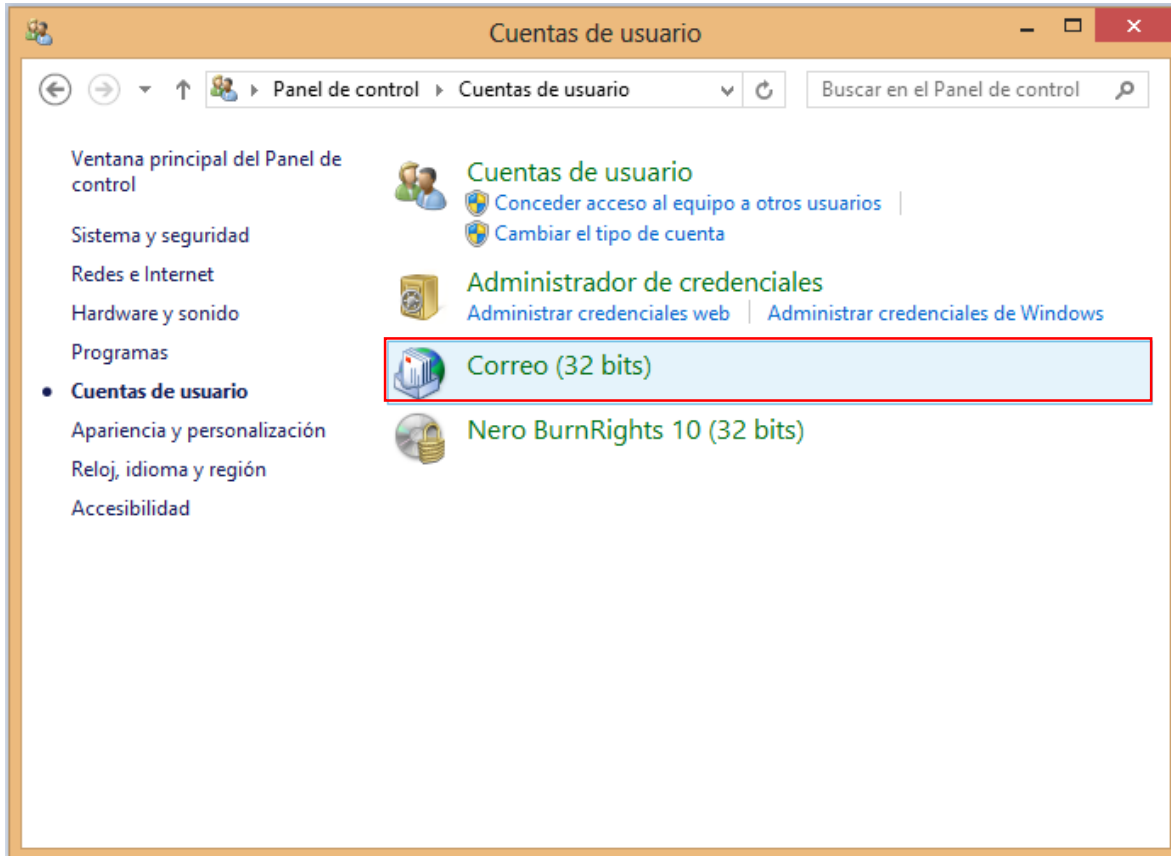 Cuentas de usuario
Panel de control Cuentas de usuario
Buscar en el Panel de control
Ventana principal del Panel de
control
Sistema y seguridad
Redes e Internet
Hardware y sonido
Programas
Cuentas de usuario
Apariencia y personalización
Reloj, idioma y región
Accesibilidad
Cuentas de usuario
Conceder acceso al equipo a otros usuarios
Cambiar el tipo de cuenta
Administrador de credenciales
Administrar credenciales web Administrar credenciales de Windows
Correo (32 bits)
Nero BurnRights 10 (32 bits)